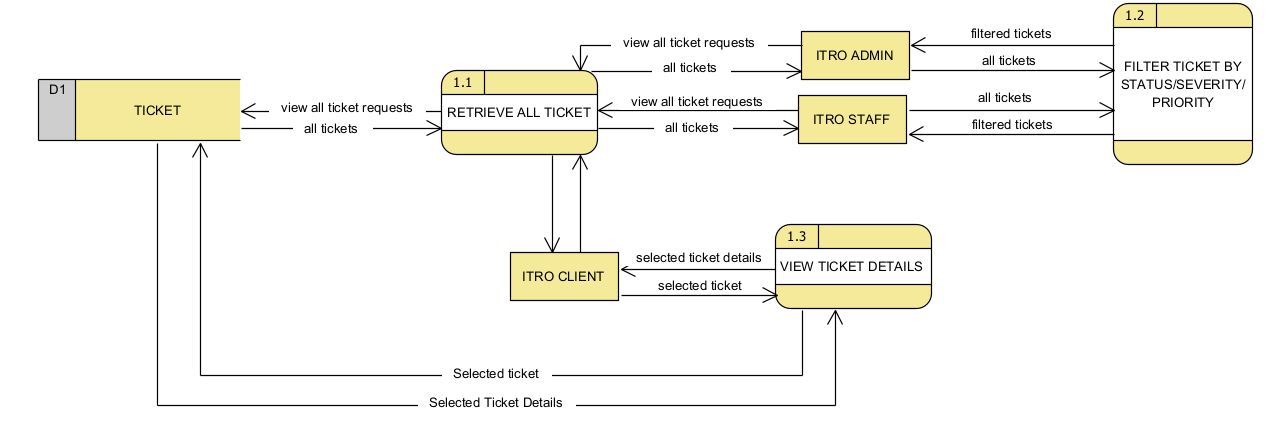 1.2
filtered tickets
view all ticket requests
ITRO ADMIN
all tickets
all tickets
FILTER TICKET BY
STATUS/SEVERITY/
PRIORITY
D1
TICKET
view all ticket requests
all tickets
1.1
RETRIEVE ALL TICKET
view all ticket requests
all tickets
ITRO STAFF
all tickets
filtered tickets
1.3
selected ticket details
VIEW TICKET DETAILS
ITRO CLIENT
selected ticket
Selected ticket
Selected Ticket Details